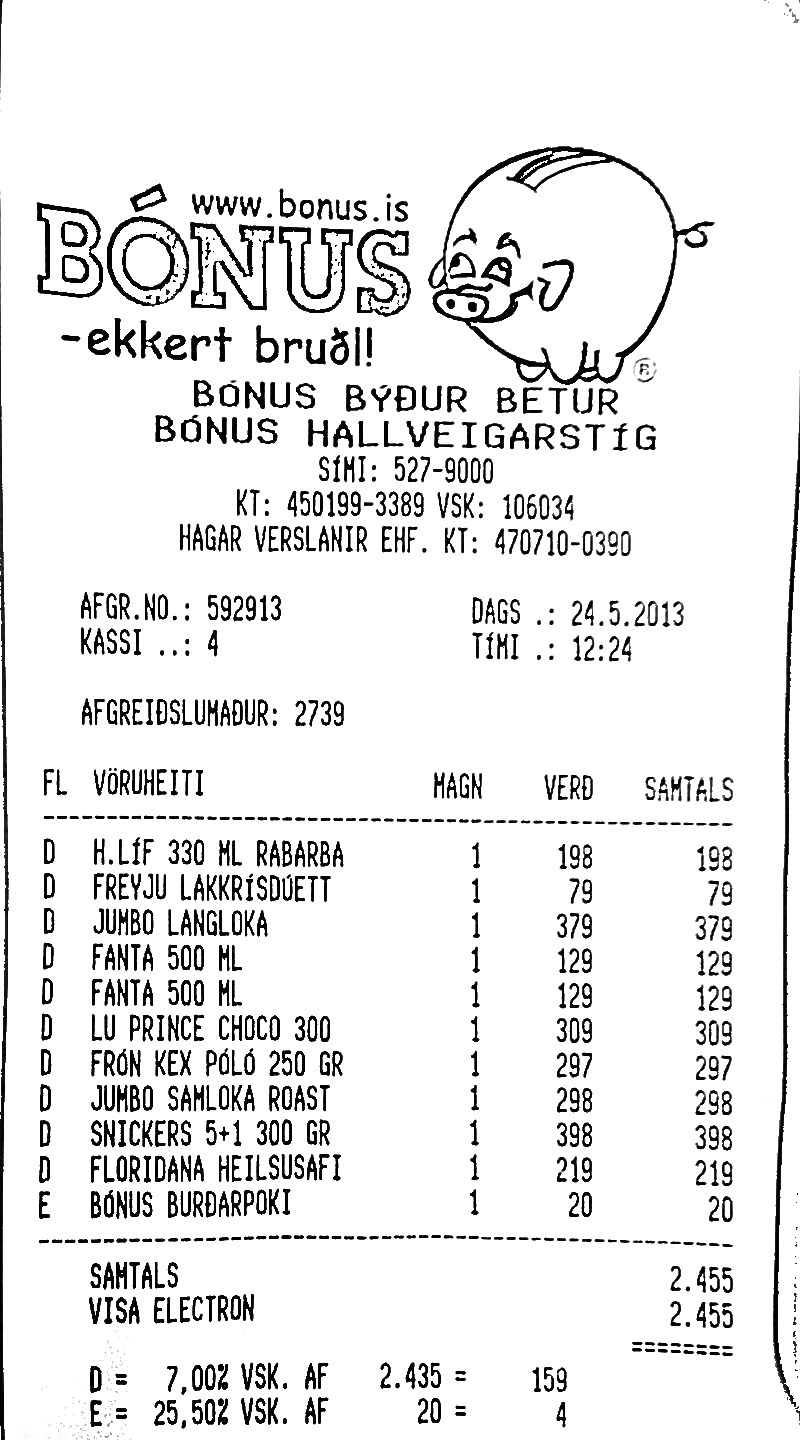 www.bonus.is
BÓNUS
-ekkert bruðl!
®
BÓNUS BÝÐUR BETUR
BÓNUS HALLVEIGARSTÍG
SÍMI: 527-9000
KT: 450199-3389 VSK: 106034
HAGAR VERSLANIR EHF. KT: 470710-0390
AFGR.NO.: 592913 DAGS .: 24.5.2013
KASSI ..: 4 TÍMI .: 12:24
AFGREIÐSLUMAÐUR: 2739
FL VÖRUHEITI MAGN VERÐ SAMTALS
D H.LÍF 330 ML RABARBA 1 198 198
D FREYJU LAKKRÍSDÚETT 1 79 79
D JUMBO LANGLOKA 1 379 379
D FANTA 500 ML 1 129 129
D FANTA 500 ML 1 129 129
D LU PRINCE CHOCO 300 1 309 309
D FRÓN KEX PÓLÓ 250 GR 1 297 297
D JUMBO SAMLOKA ROAST 1 298 298
D SNICKERS 5+1 300 GR 1 398 398
D FLORIDANA HEILSUSAFI 1 219 219
E BÓNUS BURÐARPOKI 1 20 20
SAMTALS 2.455
VISA ELECTRON 2.455
========
D = 7,00% VSK. AF 2.435 = 159
E = 25,50% VSK. AF 20 = 4